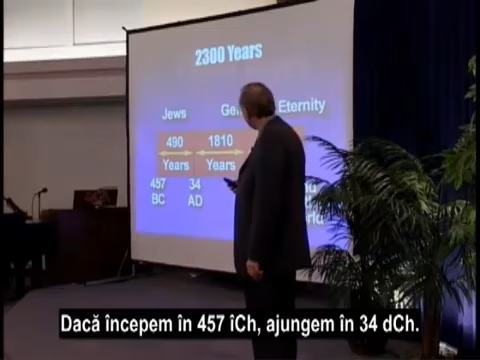 2300 Years
Jews Eternity
490 1810
Years Years
457 34
BC AD
Dacă începem în 457 îCh, ajungem în 34 dCh.